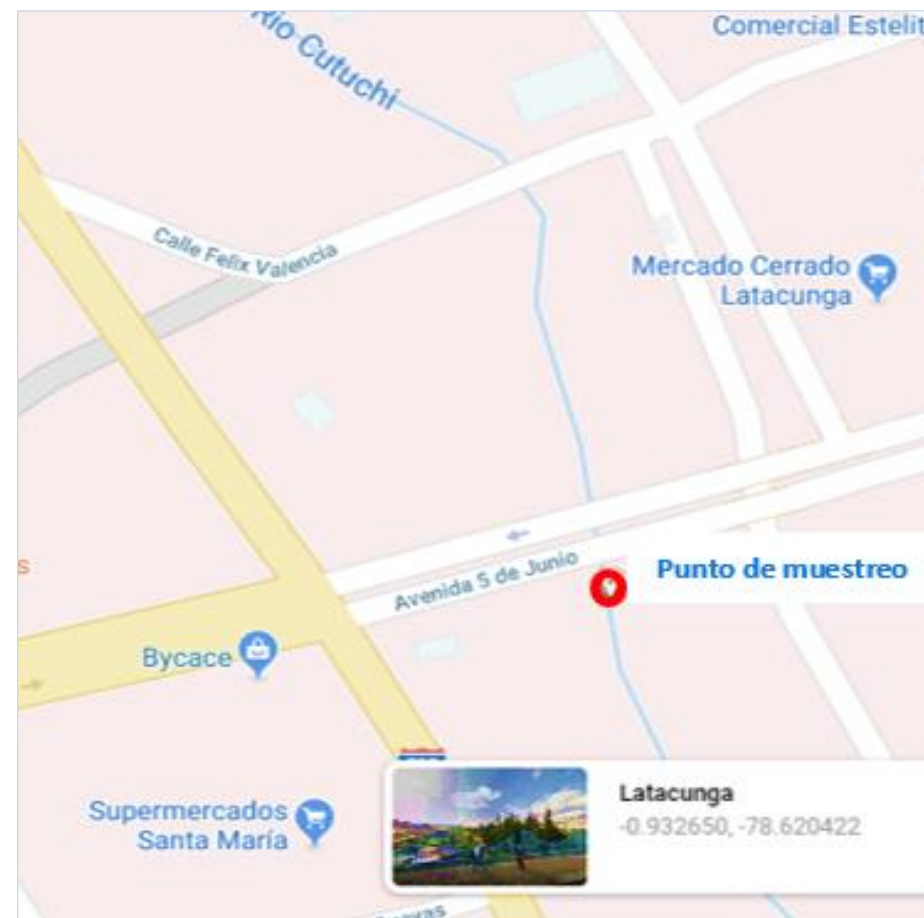 Río Cutuchi
Comercial Estelit
Calle Felix Valencia
Mercado Cerrado
Latacunga
s
Avenida 5 de Junio
Punto de muestreo
Bycace
Supermercados
Santa María
Latacunga
-0.932650, -78.620422